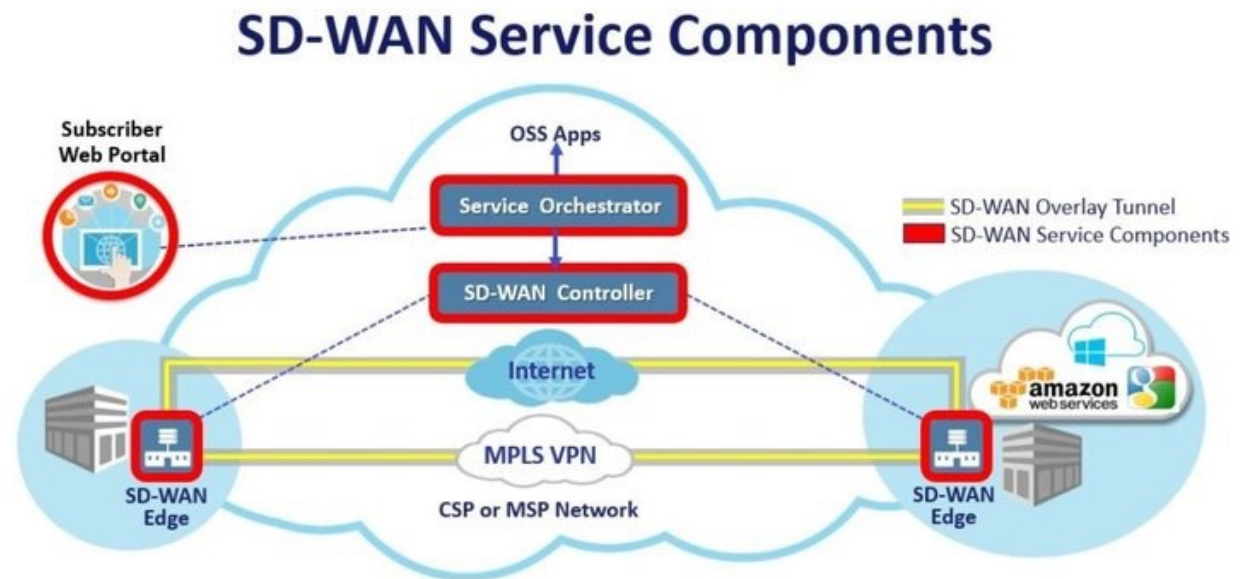 SD-WAN Service Components
Subscriber
Web Portal
OSS Apps
Service Orchestrator
SD-WAN Overlay Tunnel
SD-WAN Service Components
SD-WAN Controller
Internet
amazon
web services
MPLS VPN
SD-WAN
Edge
CSP or MSP Network
SD-WAN
Edge